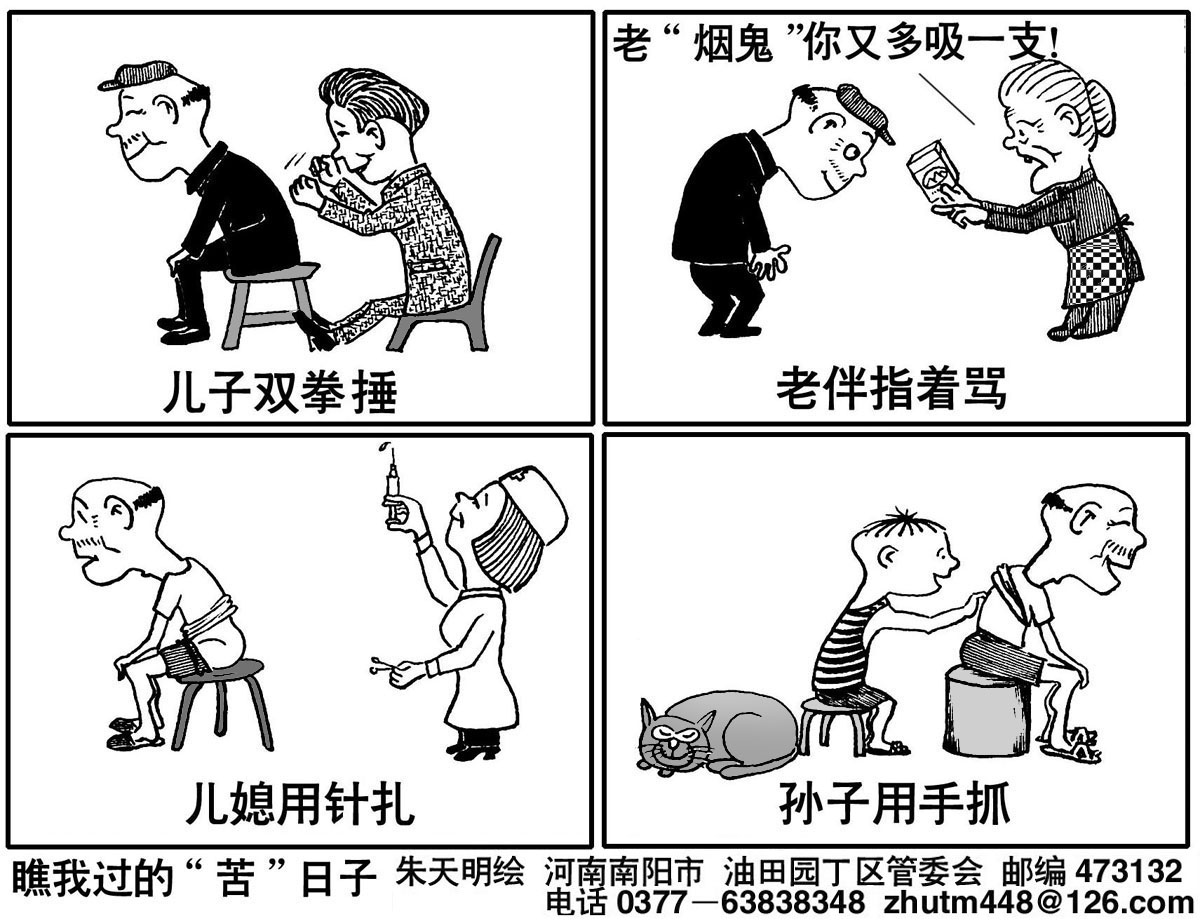 老“烟鬼”你又多吸一支!
儿子双拳捶
老伴指着骂
儿媳用针扎
孙子用手抓
瞧我过的“苦”日子 朱天明绘 河南南阳市 油田园丁区管委会 邮编 473132
电话 0377—63838348 zhutm448@126.com